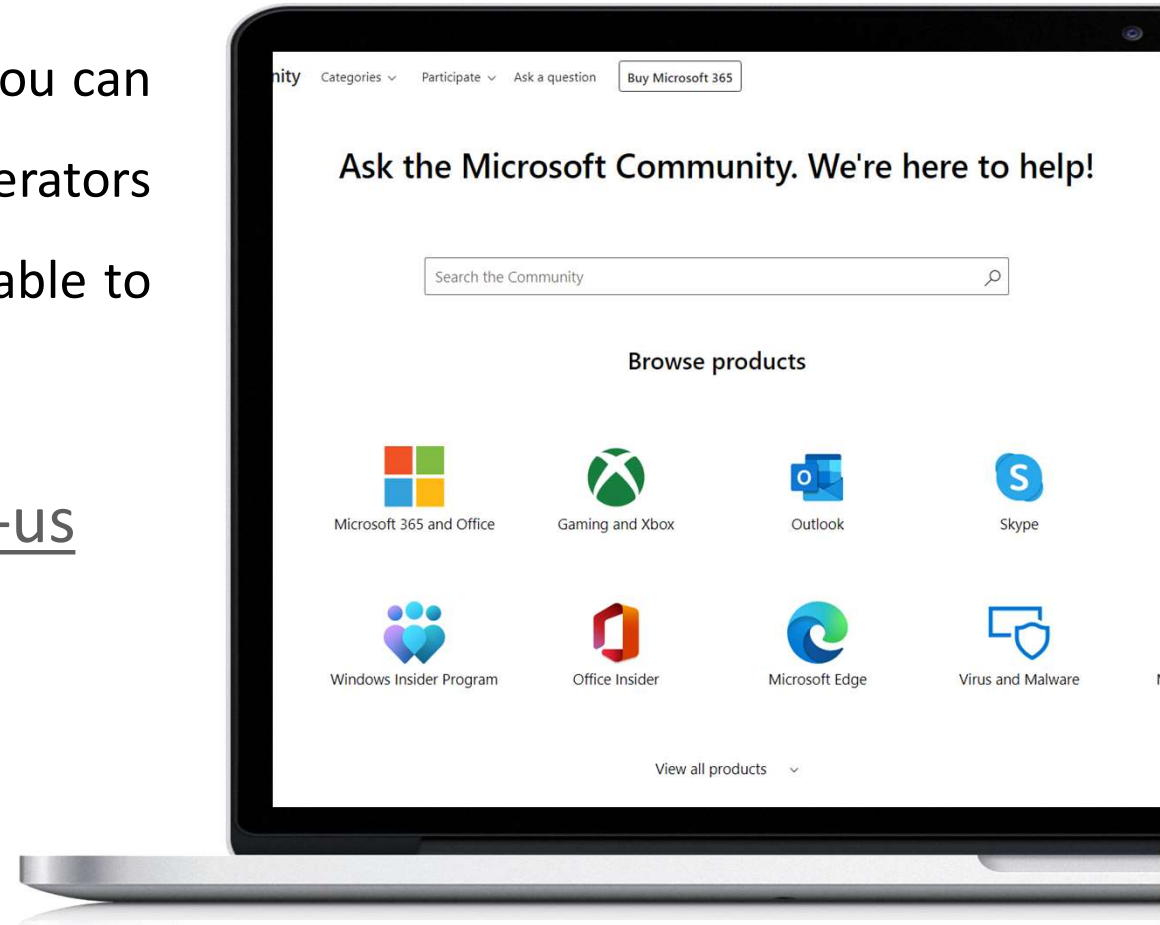 ou can
erators
able to
-us
nity Categories Participate Ask a question Buy Microsoft 365
Ask the Microsoft Community. We're here to help!
Search the Community
Browse products
Microsoft 365 and Office Gaming and Xbox Outlook Skype
Windows Insider Program Office Insider Microsoft Edge Virus and Malware
View all products